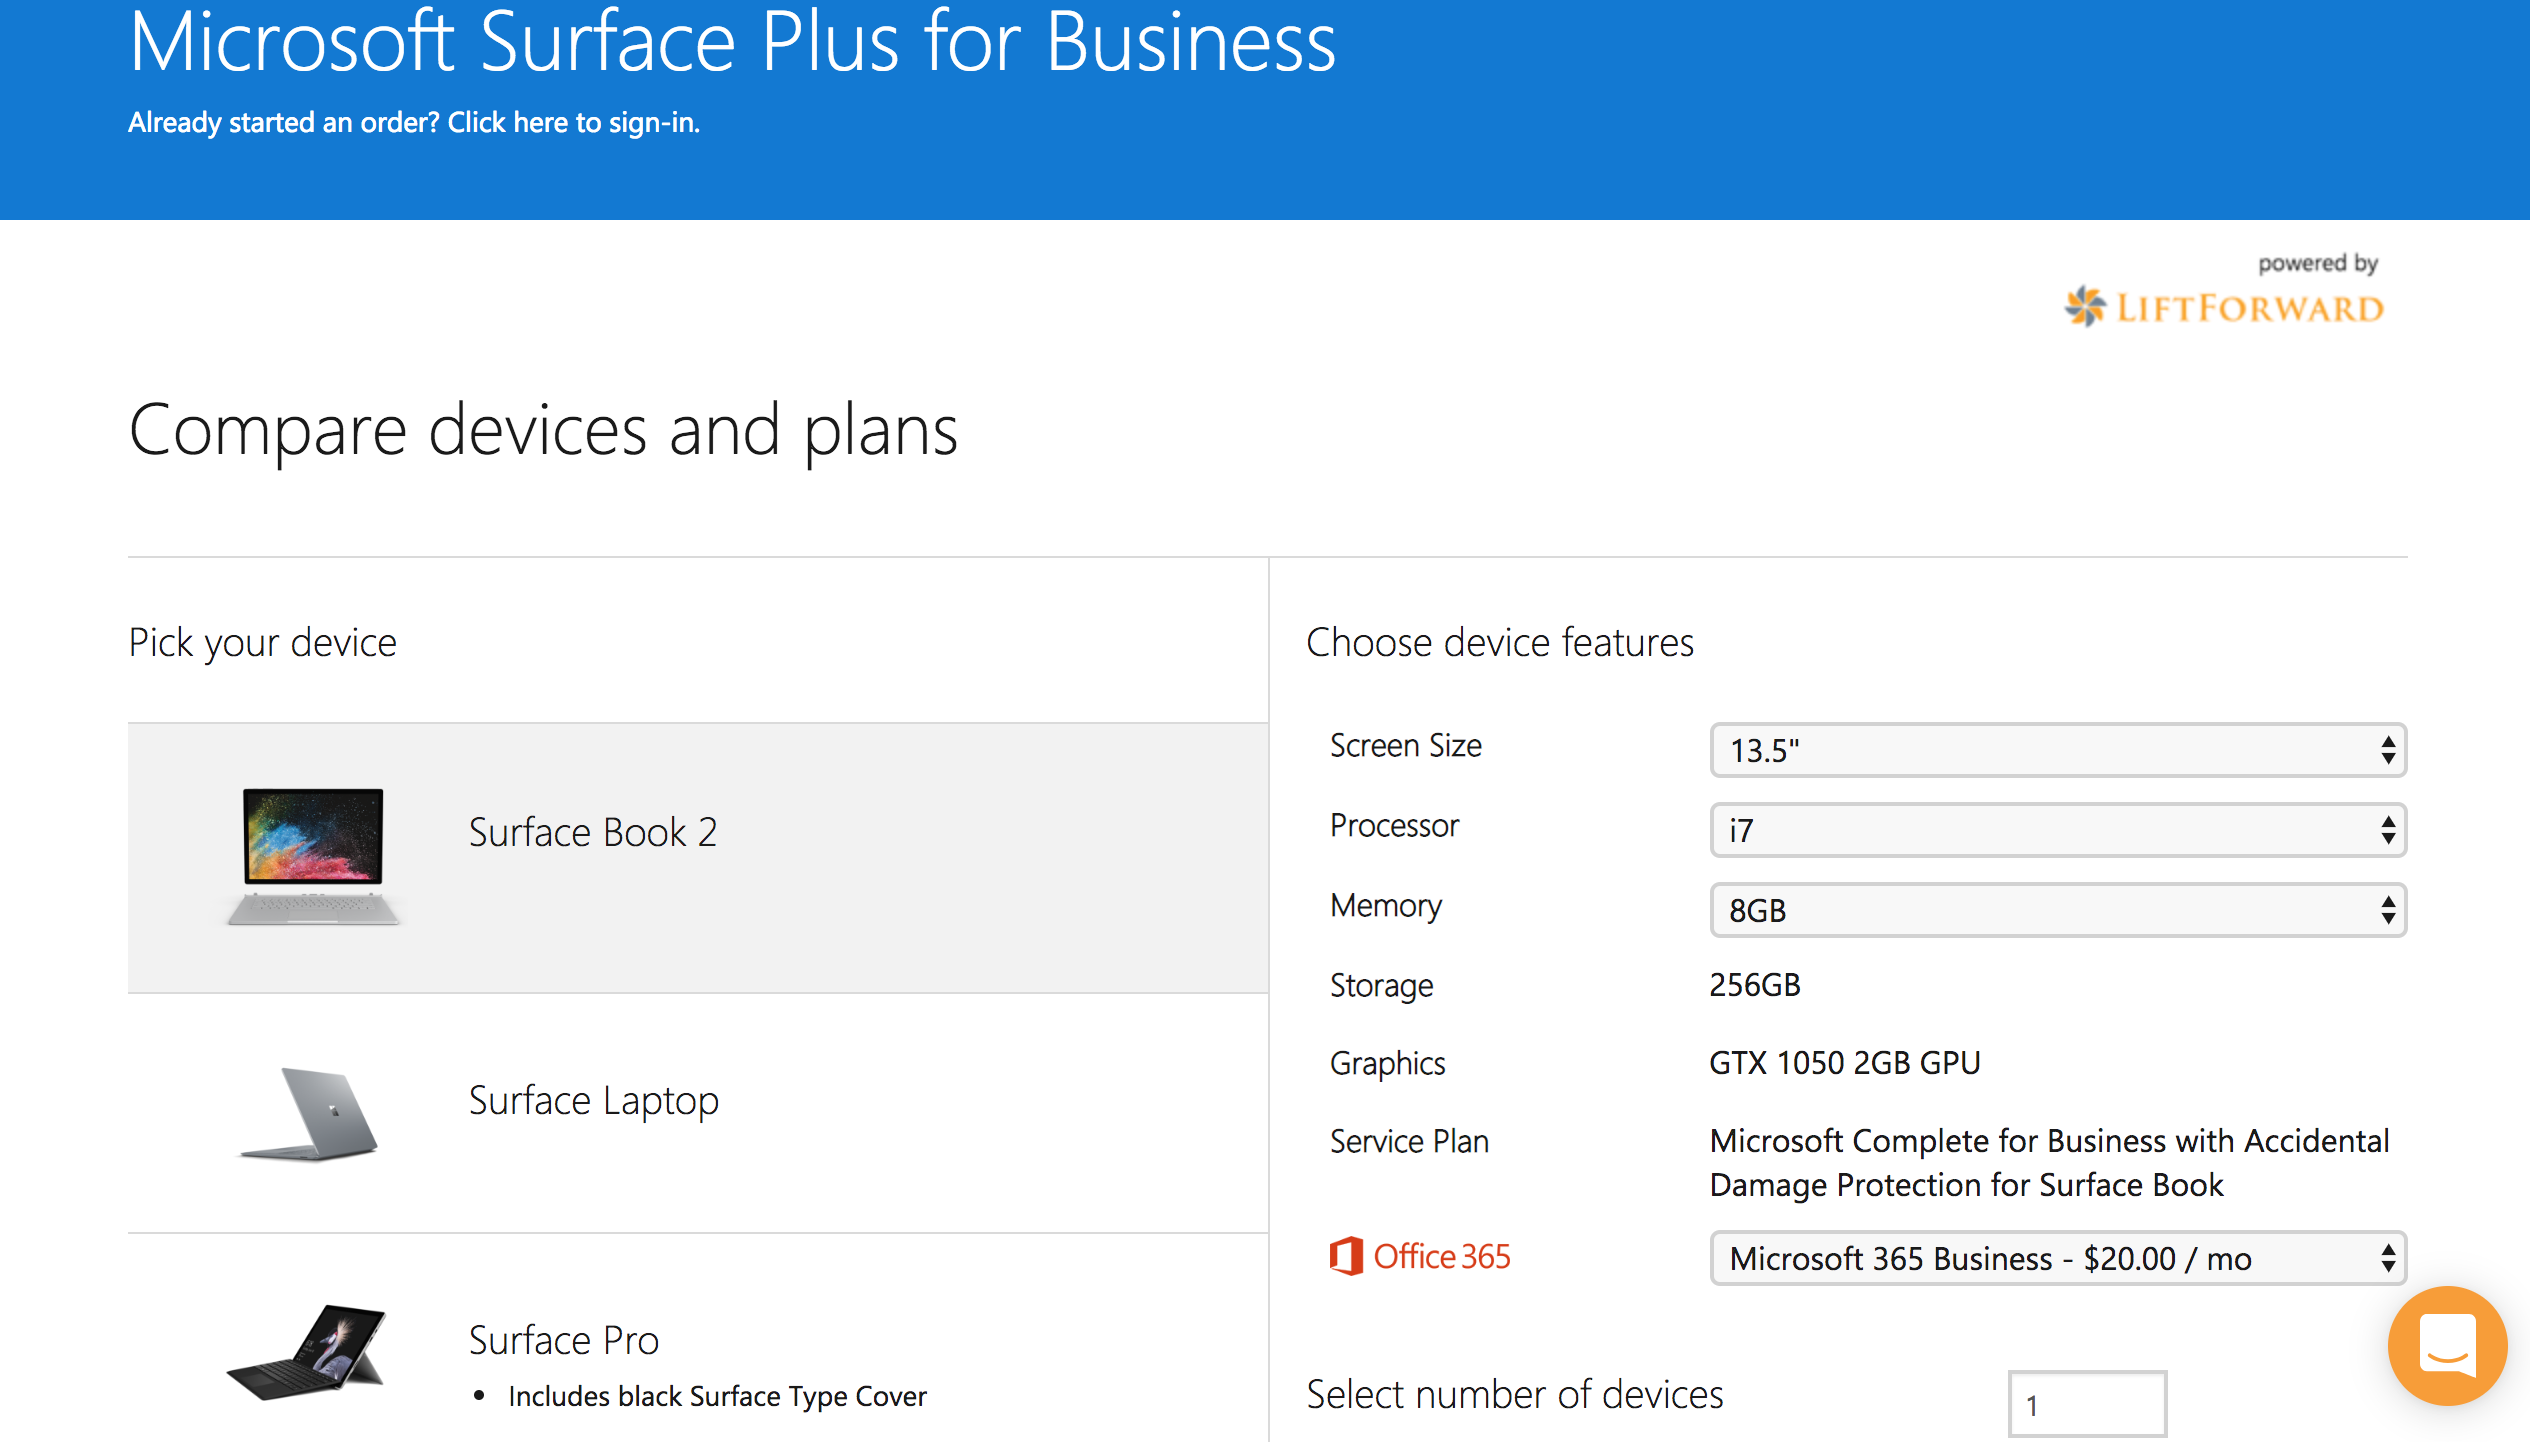 Microsoft Surface Plus for Business
Already started an order? Click here to sign-in.
powered by
LIFTFORWARD
Compare devices and plans
Pick your device
Surface Book 2
Surface Laptop
Surface Pro
• Includes black Surface Type Cover
Choose device features
Screen Size 13.5"
Processor i7
Memory 8GB
Storage 256GB
Graphics GTX 1050 2GB GPU
Service Plan Microsoft Complete for Business with Accidental
Damage Protection for Surface Book
Office 365 Microsoft 365 Business - $20.00 / mo
Select number of devices 1